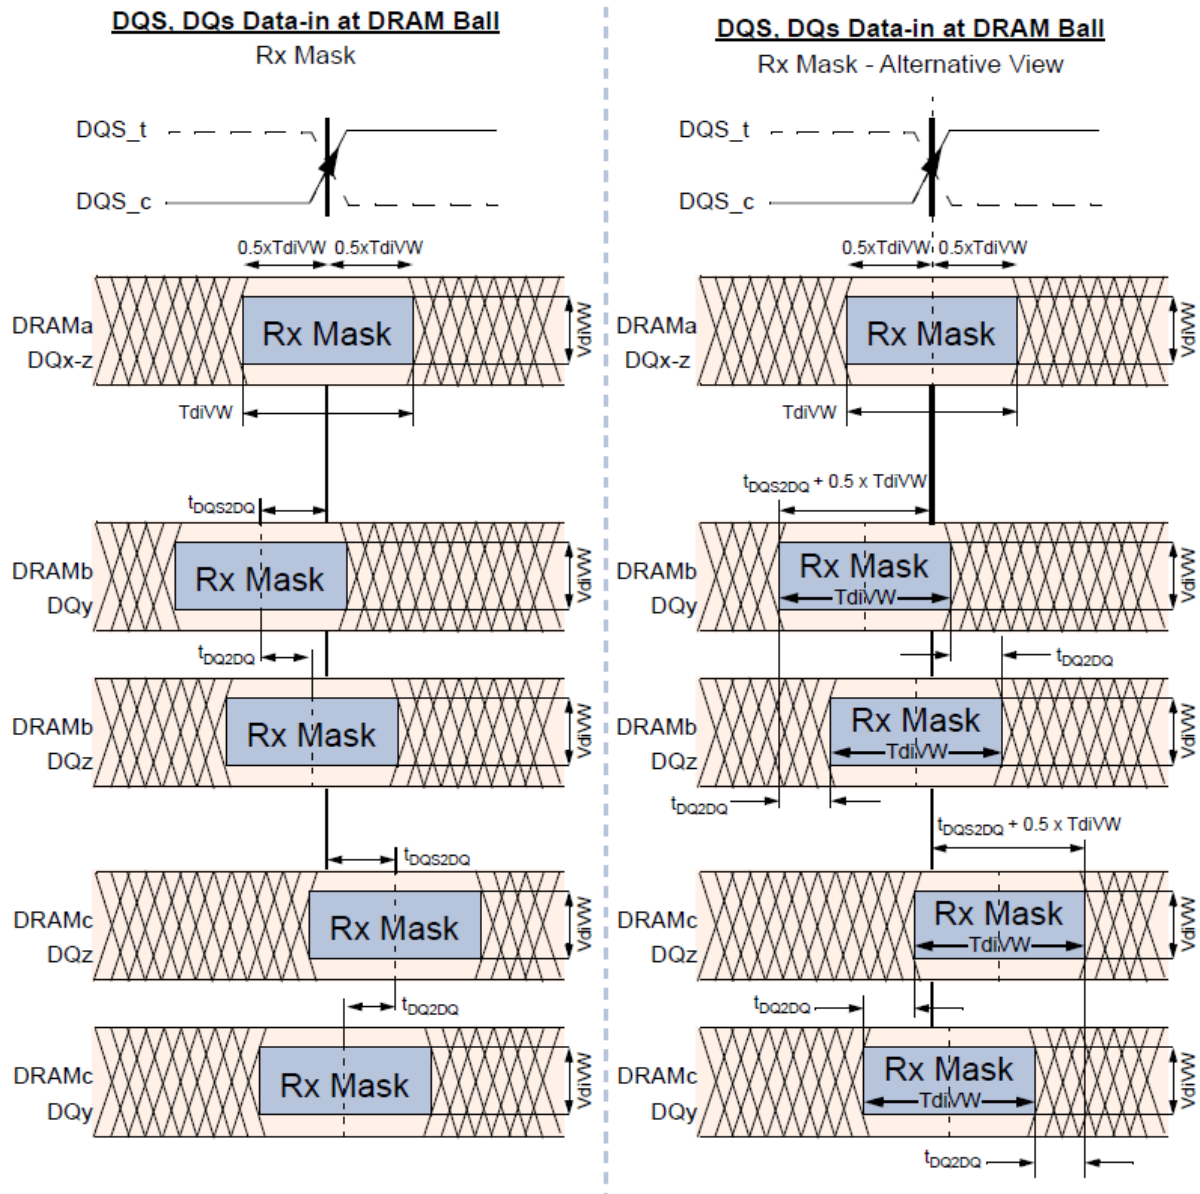 DQS, DQs Data-in at DRAM Ball
Rx Mask
DQS_t
DQS_c
0.5xTdiVW 0.5xTdiVW
DRAMa
DQx-z
Rx Mask
VdiVW
TdiVW
tDQS2DQ
DRAMb
DQy
Rx Mask
VdiVW
tDQ2DQ
DRAMb
DQz
Rx Mask
VdiVW
tDQS2DQ
DRAMc
DQz
Rx Mask
VdiVW
tDQ2DQ
DRAMc
DQy
Rx Mask
VdiVW
DQS, DQs Data-in at DRAM Ball
Rx Mask - Alternative View
DQS_t
DQS_c
0.5xTdiVW 0.5xTdiVW
DRAMa
DQx-z
Rx Mask
VdiVW
TdiVW
tDQS2DQ + 0.5 x TdiVW
DRAMb
DQy
Rx Mask
TdiVW
VdiVW
tDQ2DQ
DRAMb
DQz
Rx Mask
TdiVW
VdiVW
tDQ2DQ
tDQS2DQ + 0.5 x TdiVW
DRAMc
DQz
Rx Mask
TdiVW
VdiVW
tDQ2DQ
DRAMc
DQy
Rx Mask
TdiVW
VdiVW
tDQ2DQ